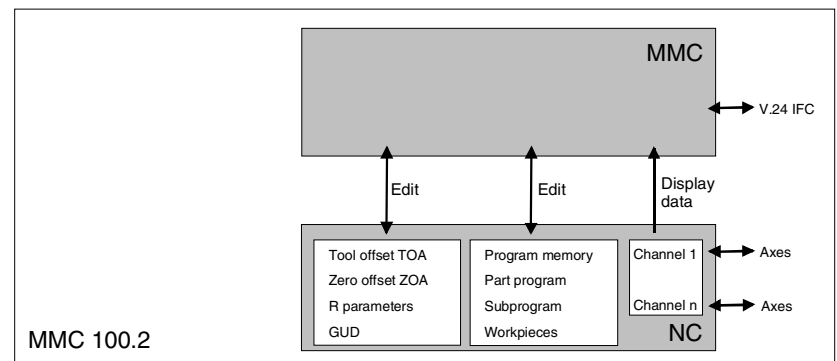 MMC
V.24 IFC
Edit
Edit
Display
data
Tool offset TOA
Zero offset ZOA
R parameters
GUD
Program memory
Part program
Subprogram
Workpieces
Channel 1
Channel n
Axes
Axes
NC
MMC 100.2